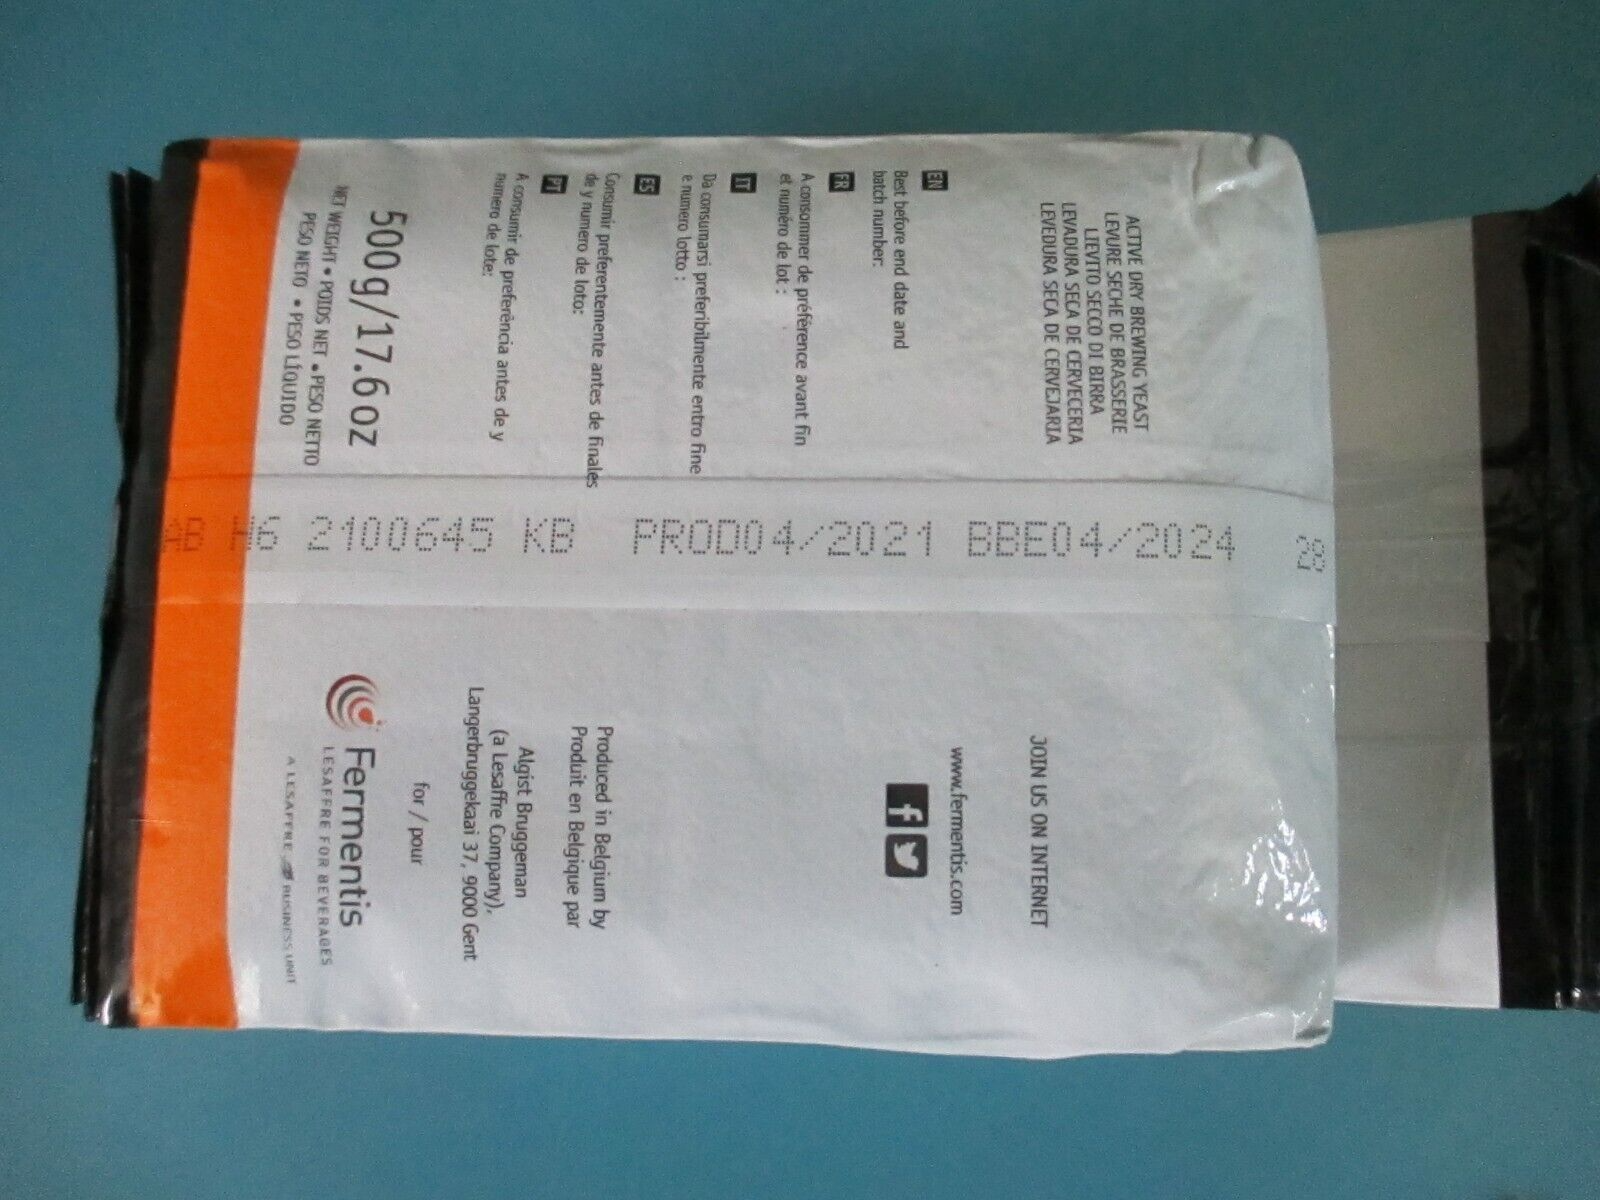 ACTIVE DRY BREWING YEAST
LEVURE SECHE DE BRASSERIE
LIEVITO SECCO DI BIRRA
LEVADURA SECA DE CERVECERIA
LEVEDURA SECA DE CERVEJARIA
EN
Best before end date and
batch number:
FR
A consommer de préférence avant fin
et numéro de lot :
IT
Da consumarsi preferibilmente entro fine
e numero lotto :
ES
Consumir preferentemente antes de finales
de y numero de loto:
PT
A consumir de preferência antes de y
numero de lote:
500g/17.6oz
NET WEIGHT • POIDS NET • PESO NETTO
PESO NETO • PESO LÍQUIDO
2100645 KB PROD04/2021 BBE04/2024
JOIN US ON INTERNET
www.fermentis.com
f
Produced in Belgium by
Produit en Belgique par
Algist Bruggeman
(a Lesaffre Company),
Langerbruggekaai 37, 9000 Gent
for / pour
Fermentis
LESAFFRE FOR BEVERAGES
A LESAFFRE BUSINESS UNIT